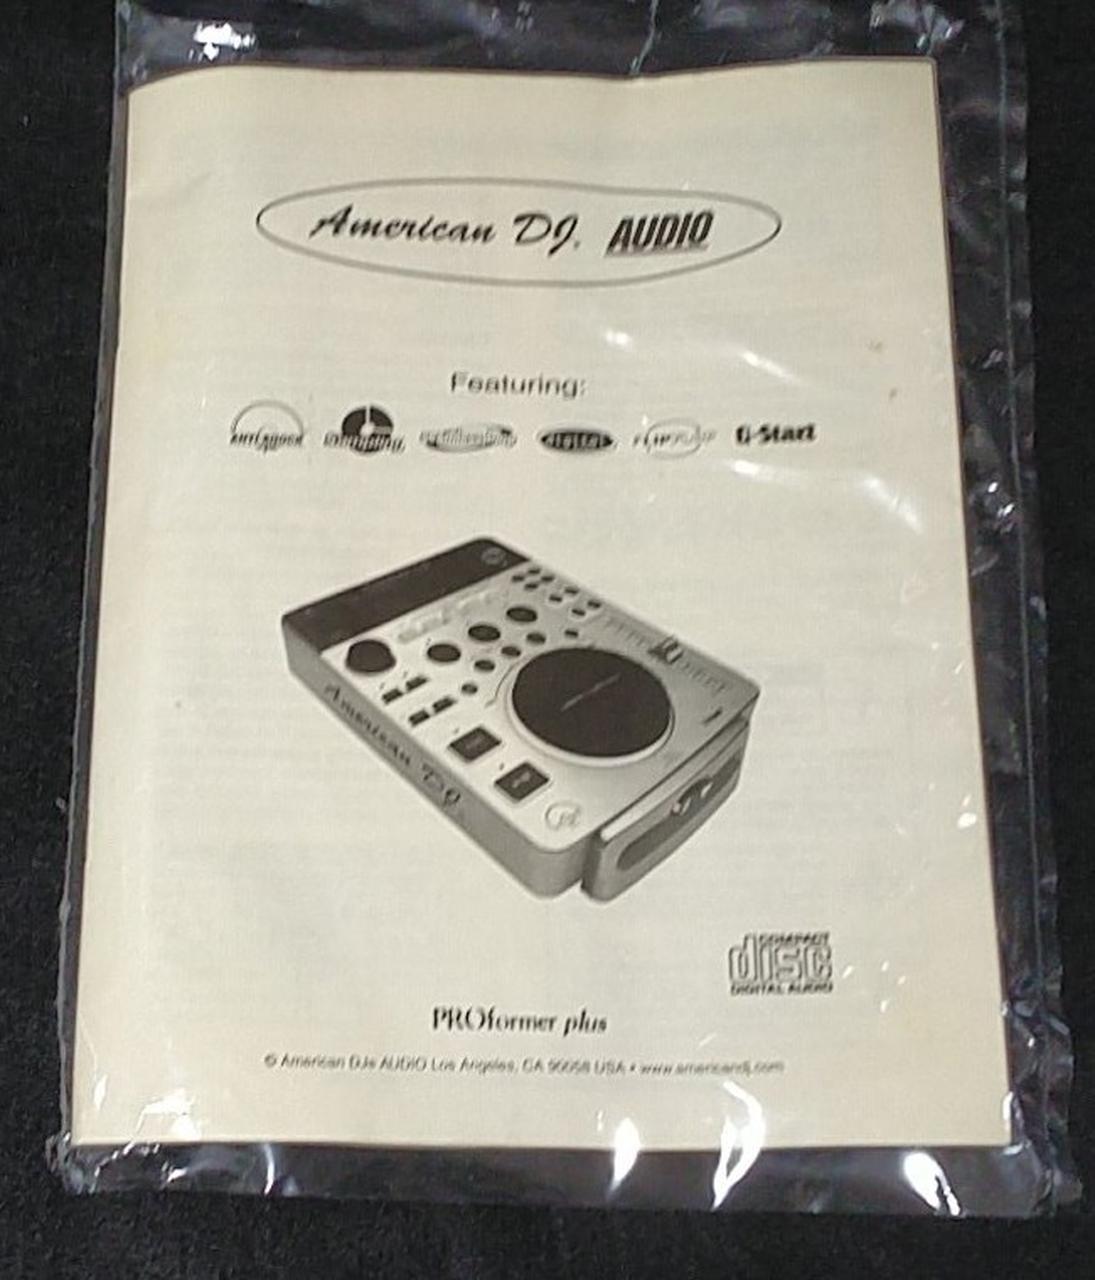 American DJ. AUDIO
Featuring:
Q-Start
American DJ
COMPACT
disc
DIGITAL AUDIO
PROformer plus
© American DJs AUDIO Los Angeles, CA 90058 USA • www.americandj.com